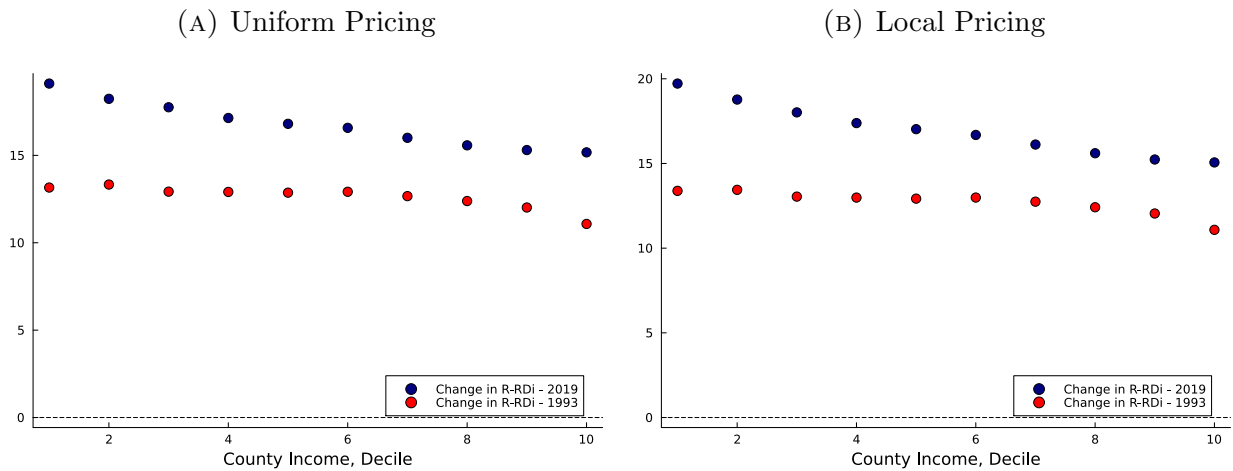 (A) Uniform Pricing
15
10
5
0
2
4
6
8
10
County Income, Decile
Change in R-RDi - 2019
Change in R-RDi - 1993
(B) Local Pricing
20
15
10
5
0
2
4
6
8
10
County Income, Decile
Change in R-RDi - 2019
Change in R-RDi - 1993